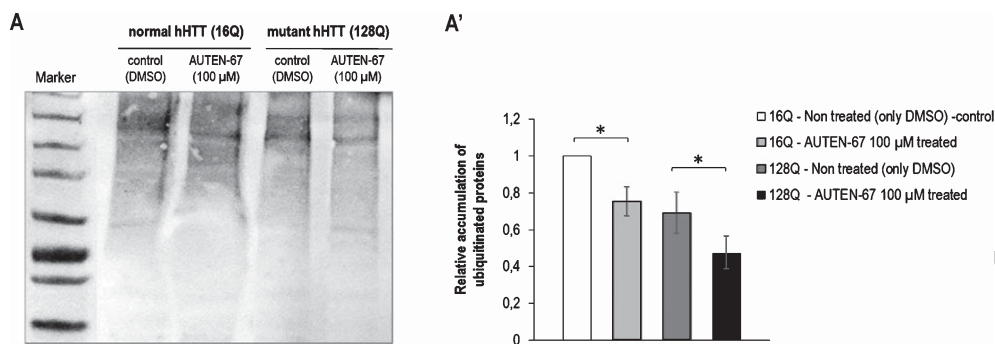 A
normal hHTT (16Q)
mutant hHTT (128Q)
control
(DMSO)
AUTEN-67
(100 µM)
control
(DMSO)
AUTEN-67
(100 µM)
Marker
A'
Relative accumulation of
ubiquitinated proteins
1,2
1
0,8
0,6
0,4
0,2
0
*
*
16Q - Non treated (only DMSO) -control
16Q - AUTEN-67 100 µM treated
128Q - Non treated (only DMSO)
128Q - AUTEN-67 100 µM treated